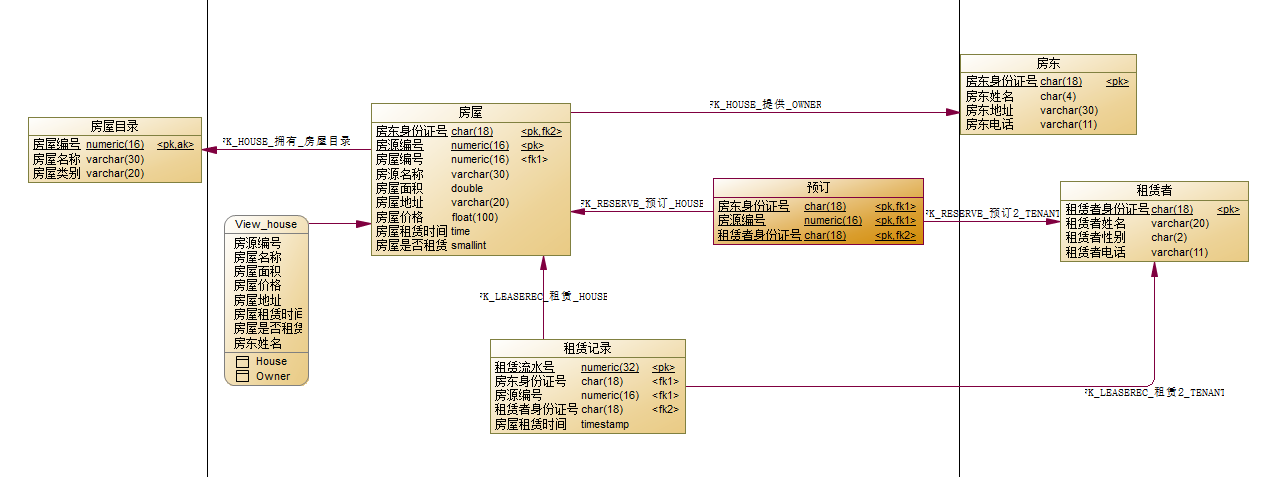 房屋目录
房屋编号 numeric(16) <pk,ak>
房屋名称 varchar(30)
房屋类别 varchar(20)
FK_HOUSE_拥有_房屋目录
View_house
房源编号
房屋名称
房屋面积
房屋价格
房屋地址
房屋租赁时间
房屋是否租赁
房东姓名
House
Owner
房屋
房东身份证号 char(18) <pk,fk2>
房源编号 numeric(16) <pk>
房屋编号 numeric(16) <fk1>
房源名称 varchar(30)
房屋面积 double
房屋地址 varchar(20)
房屋价格 float(100)
房屋租赁时间 time
房屋是否租赁 smallint
FK_HOUSE_提供_OWNER
房东
房东身份证号 char(18) <pk>
房东姓名 char(4)
房东地址 varchar(30)
房东电话 varchar(11)
FK_RESERVE_预订_HOUSE
预订
房东身份证号 char(18) <pk,fk1>
房源编号 numeric(16) <pk,fk1>
租赁者身份证号 char(18) <pk,fk2>
FK_RESERVE_预订2_TENANT
租赁者
租赁者身份证号 char(18) <pk>
租赁者姓名 varchar(20)
租赁者性别 char(2)
租赁者电话 varchar(11)
FK_LEASEREC_租赁_HOUSE
租赁记录
租赁流水号 numeric(32) <pk>
房东身份证号 char(18) <fk1>
房源编号 numeric(16) <fk1>
租赁者身份证号 char(18) <fk2>
房屋租赁时间 timestamp
FK_LEASEREC_租赁2_TENANT